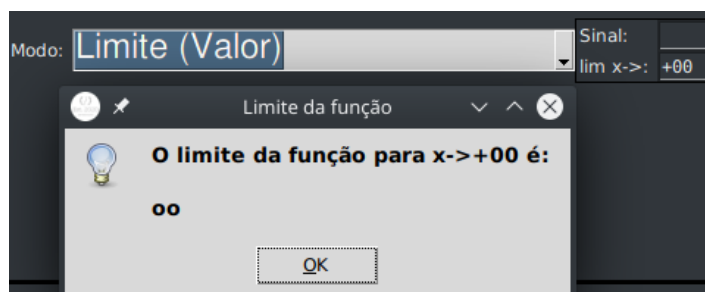 Modo: Limite (Valor)
Sinal:
lim x->: +00
Limite da função
O limite da função para x->+00 é:
oo
OK